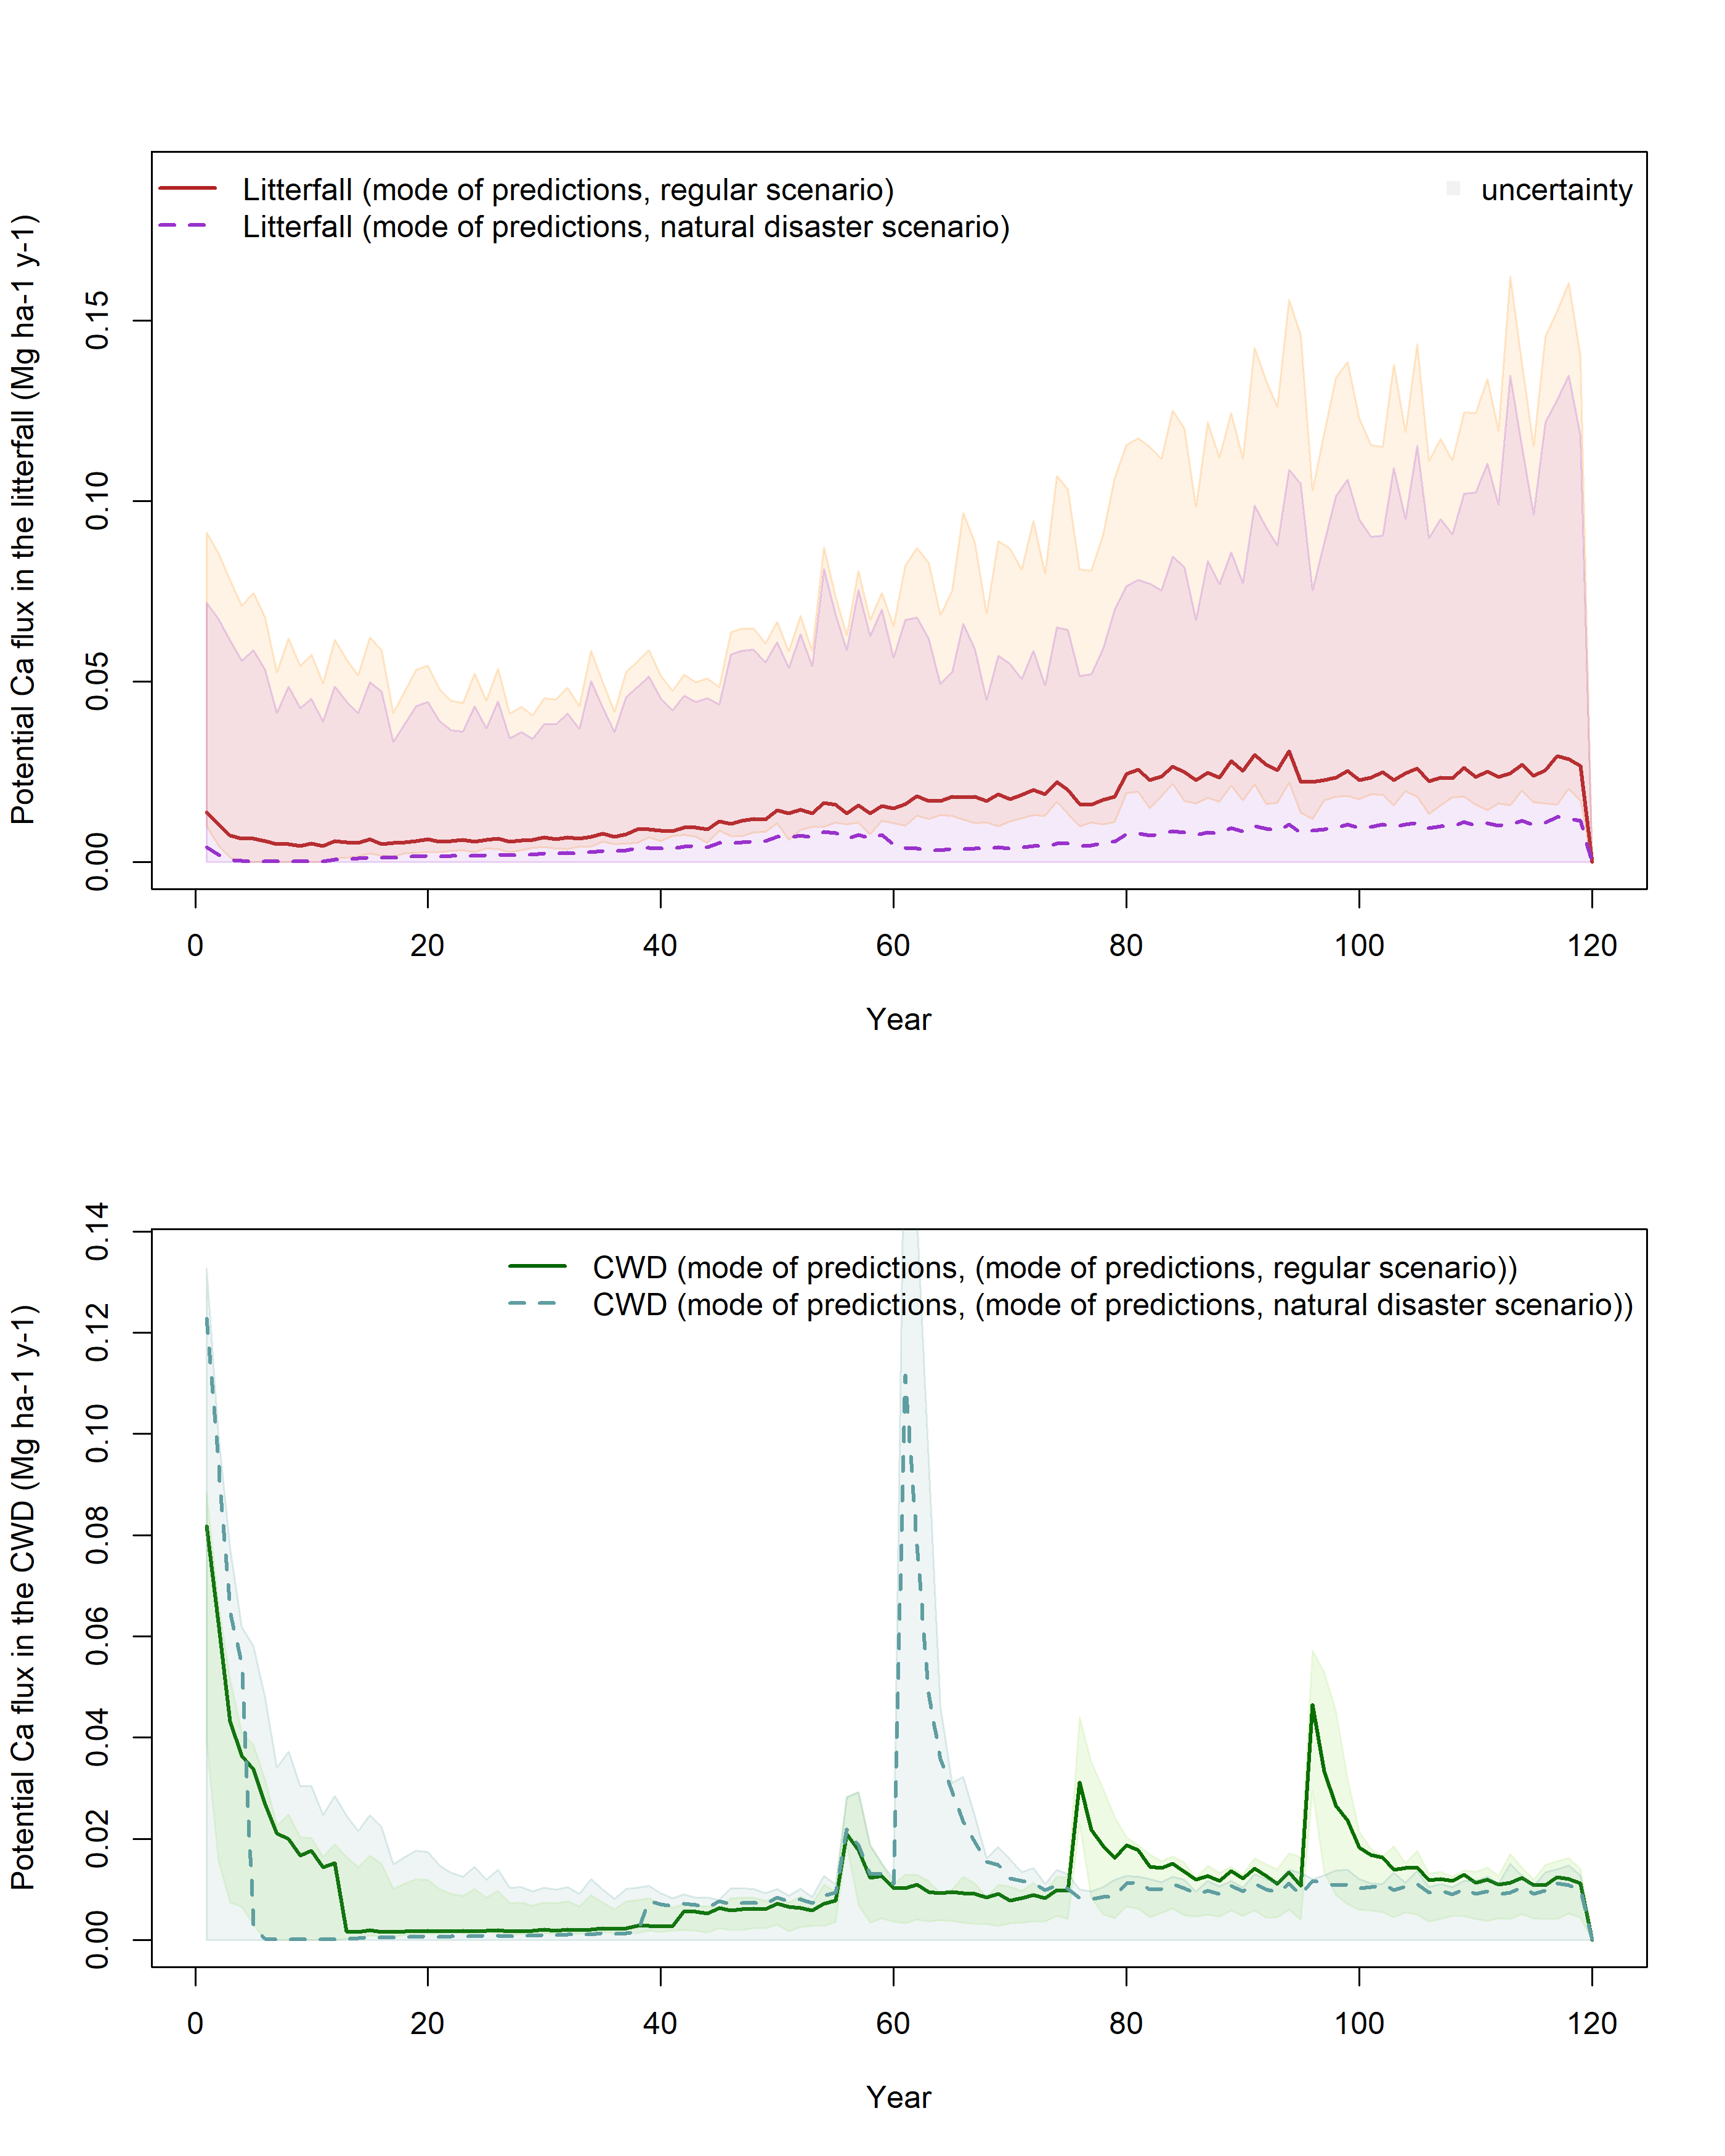 Litterfall (mode of predictions, regular scenario)
uncertainty
Litterfall (mode of predictions, natural disaster scenario)
Potential Ca flux in the litterfall (Mg ha-1 y-1)
0.15
0.10
0.05
0.00
0 20 40 60 80 100 120
Year
CWD (mode of predictions, (mode of predictions, regular scenario))
CWD (mode of predictions, (mode of predictions, natural disaster scenario))
Potential Ca flux in the CWD (Mg ha-1 y-1)
0.14
0.12
0.10
0.08
0.06
0.04
0.02
0.00
0 20 40 60 80 100 120
Year